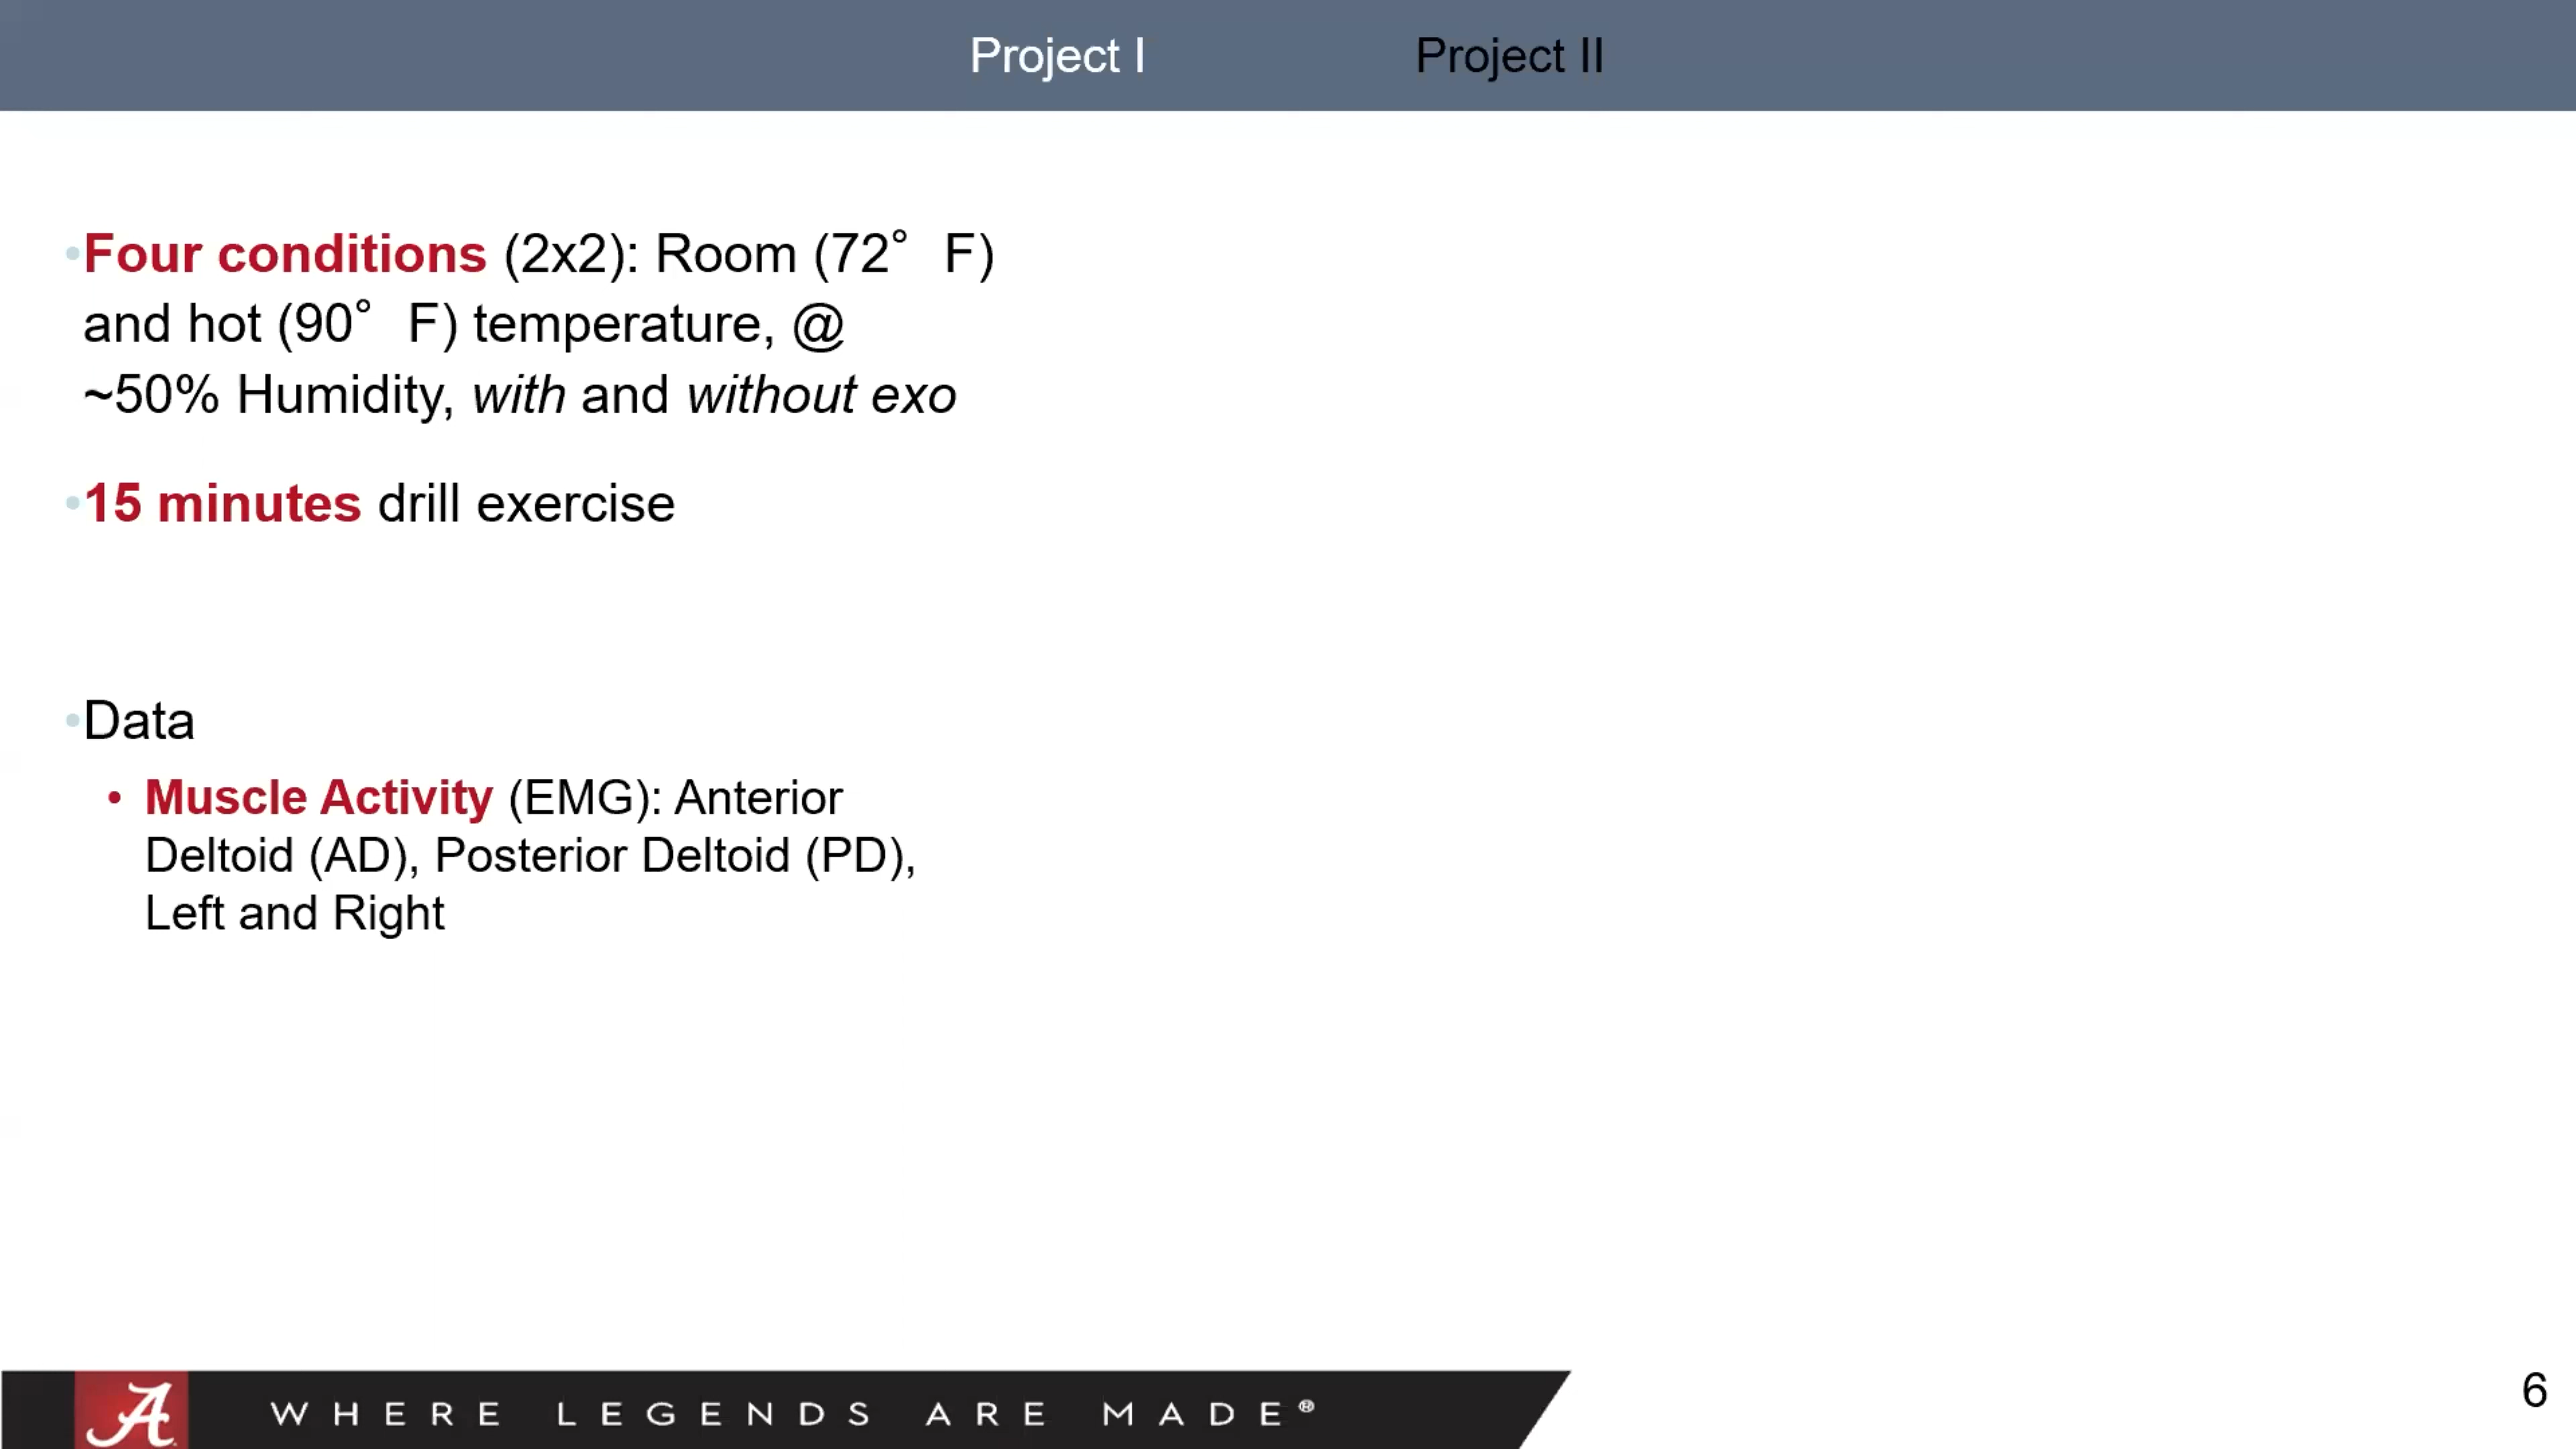 Project I
Project II
•Four conditions (2x2): Room (72° F)
and hot (90° F) temperature, @
~50% Humidity, with and without exo
•15 minutes drill exercise
•Data
• Muscle Activity (EMG): Anterior
Deltoid (AD), Posterior Deltoid (PD),
Left and Right
A WHERE LEGENDS ARE MADE®
6